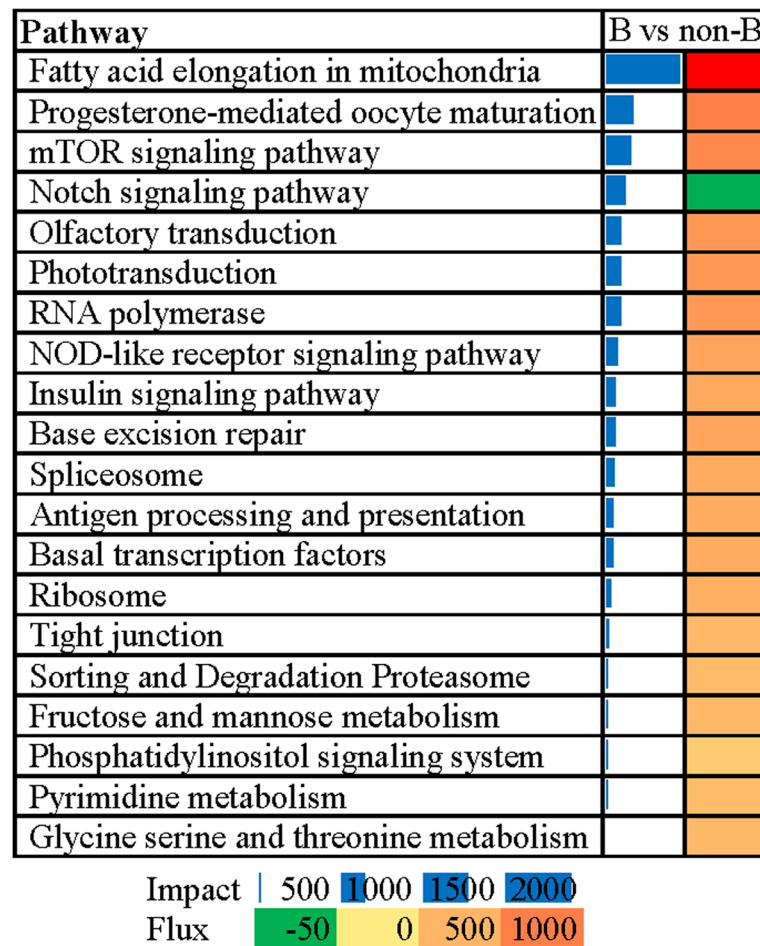 Pathway B vs non-B
Fatty acid elongation in mitochondria
Progesterone-mediated oocyte maturation
mTOR signaling pathway
Notch signaling pathway
Olfactory transduction
Phototransduction
RNA polymerase
NOD-like receptor signaling pathway
Insulin signaling pathway
Base excision repair
Spliceosome
Antigen processing and presentation
Basal transcription factors
Ribosome
Tight junction
Sorting and Degradation Proteasome
Fructose and mannose metabolism
Phosphatidylinositol signaling system
Pyrimidine metabolism
Glycine serine and threonine metabolism
Impact 500 1000 1500 2000
Flux -50 0 500 1000